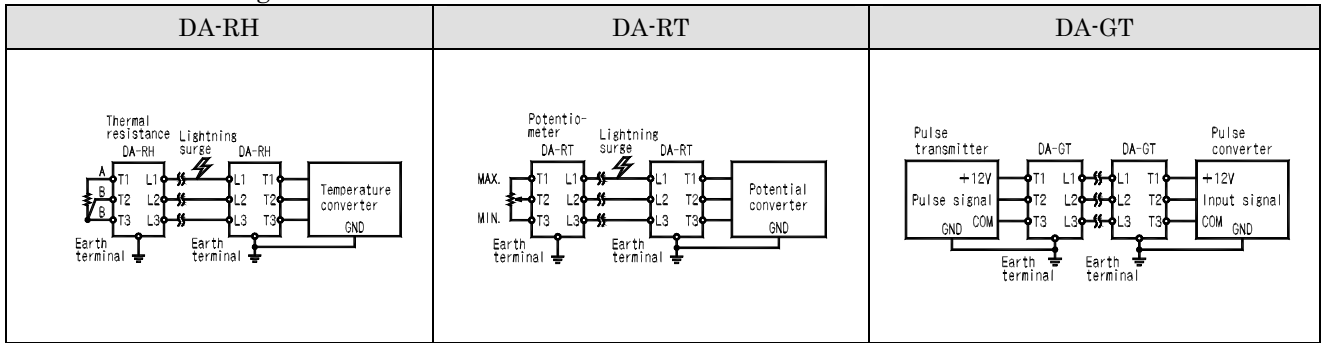 DA-RH
DA-RT
DA-GT
Thermal
resistance
Lightning
surge
DA-RH
DA-RH
A
T1
L1
L1
T1
B
T2
L2
L2
T2
B
T3
L3
L3
T3
Temperature
converter
GND
Earth
terminal
Earth
terminal
Potentio-
meter
Lightning
surge
DA-RT
DA-RT
MAX.
T1
L1
L1
T1
T2
L2
L2
T2
MIN.
T3
L3
L3
T3
Potential
converter
GND
Earth
terminal
Earth
terminal
Pulse
transmitter
DA-GT
DA-GT
Pulse
converter
+12V
T1
L1
L1
T1
+12V
Pulse signal
T2
L2
L2
T2
Input signal
COM
T3
L3
L3
T3
COM
GND
GND
Earth
terminal
Earth
terminal